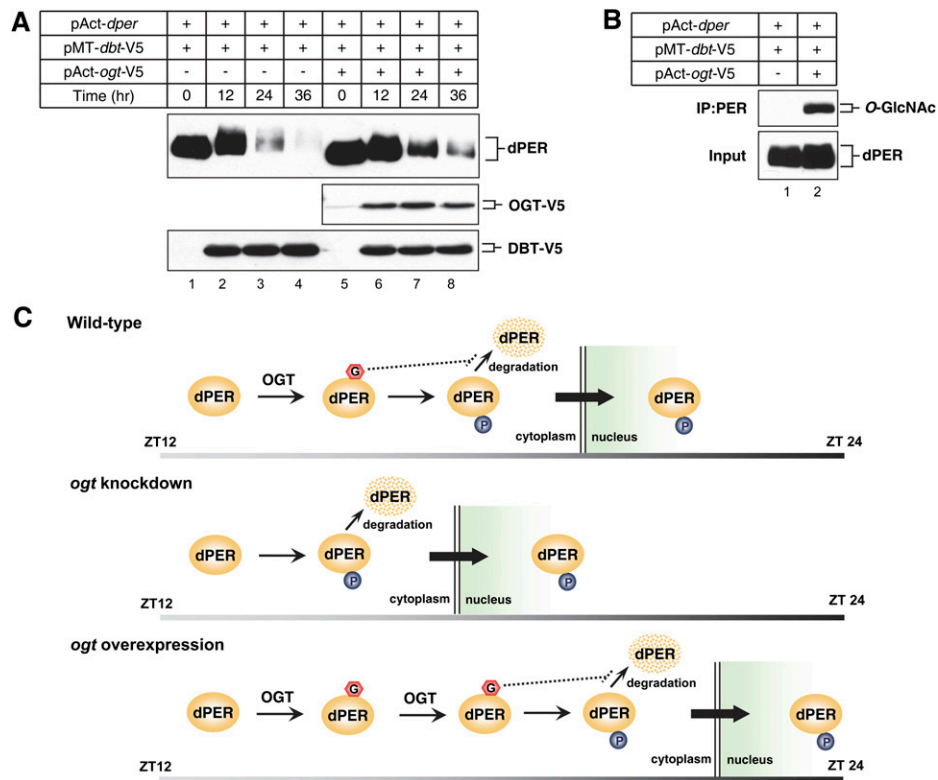 A
pAct-dper + + + + + + + +
pMT-dbt-V5 + + + + + + + +
pAct-ogt-V5 - - - - + + + +
Time (hr) 0 12 24 36 0 12 24 36
dPER
OGT-V5
DBT-V5
1 2 3 4 5 6 7 8
B
pAct-dper + +
pMT-dbt-V5 + +
pAct-ogt-V5 - +
IP:PER O-GlcNAc
Input dPER
1 2
C
Wild-type
dPER
degradation
OGT G
dPER dPER dPER dPER
P P
cytoplasm nucleus
ZT12 ZT 24
ogt knockdown
dPER
degradation
dPER dPER dPER
P P
cytoplasm nucleus
ZT12 ZT 24
ogt overexpression
dPER
degradation
OGT G OGT G
dPER dPER dPER dPER dPER
P P
cytoplasm nucleus
ZT12 ZT 24